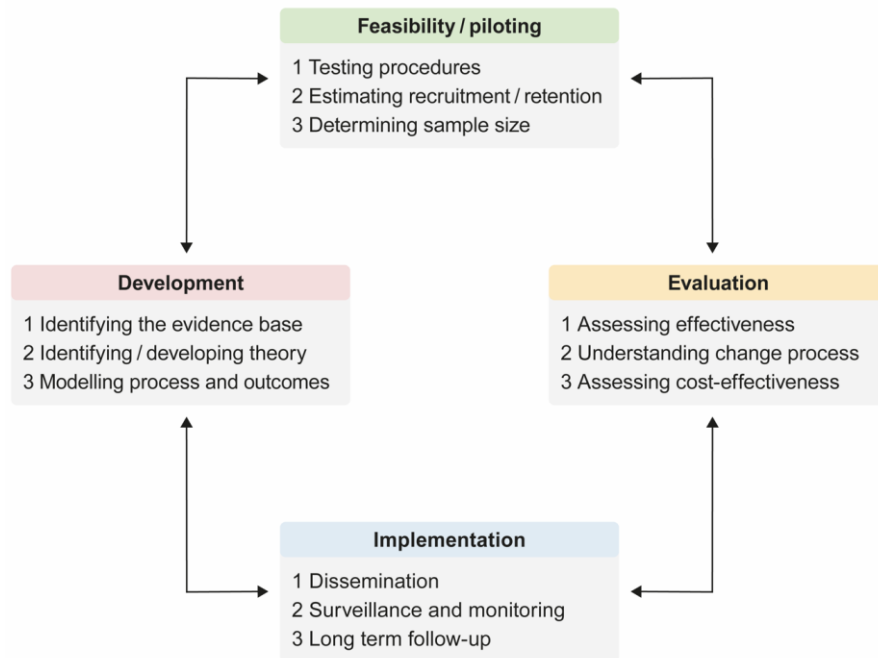 Feasibility / piloting
1 Testing procedures
2 Estimating recruitment / retention
3 Determining sample size
Development
1 Identifying the evidence base
2 Identifying / developing theory
3 Modelling process and outcomes
Evaluation
1 Assessing effectiveness
2 Understanding change process
3 Assessing cost-effectiveness
Implementation
1 Dissemination
2 Surveillance and monitoring
3 Long term follow-up